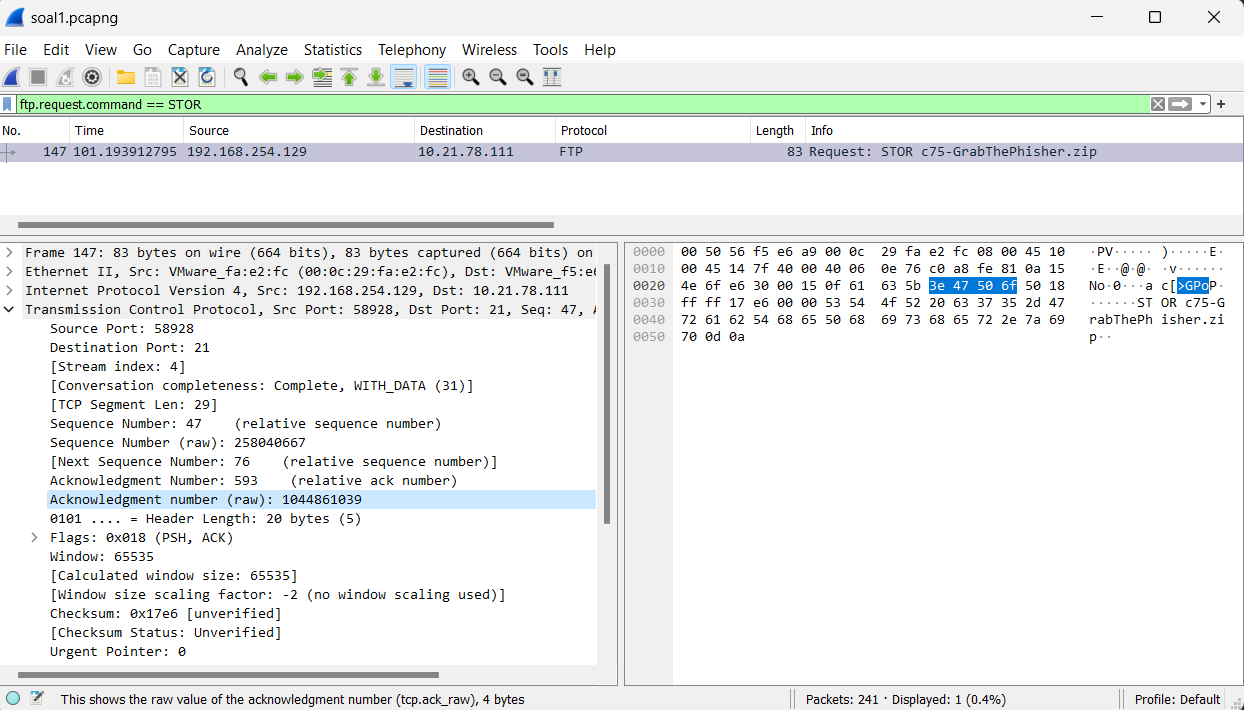 soal1.pcapng
File Edit View Go Capture Analyze Statistics Telephony Wireless Tools Help
ftp.request.command == STOR
No. Time Source Destination Protocol Length Info
147 101.193912795 192.168.254.129 10.21.78.111 FTP 83 Request: STOR c75-GrabThePhisher.zip
Frame 147: 83 bytes on wire (664 bits), 83 bytes captured (664 bits) on
Ethernet II, Src: VMware_fa:e2:fc (00:0c:29:fa:e2:fc), Dst: VMware_f5:e6
Internet Protocol Version 4, Src: 192.168.254.129, Dst: 10.21.78.111
Transmission Control Protocol, Src Port: 58928, Dst Port: 21, Seq: 47, A
Source Port: 58928
Destination Port: 21
[Stream index: 4]
[Conversation completeness: Complete, WITH_DATA (31)]
[TCP Segment Len: 29]
Sequence Number: 47 (relative sequence number)
Sequence Number (raw): 258040667
[Next Sequence Number: 76 (relative sequence number)]
Acknowledgment Number: 593 (relative ack number)
Acknowledgment number (raw): 1044861039
0101 .... = Header Length: 20 bytes (5)
Flags: 0x018 (PSH, ACK)
Window: 65535
[Calculated window size: 65535]
[Window size scaling factor: -2 (no window scaling used)]
Checksum: 0x17e6 [unverified]
[Checksum Status: Unverified]
Urgent Pointer: 0
0000 00 50 56 f5 e6 a9 00 0c 29 fa e2 fc 08 00 45 10 ·PV····· )·····E·
0010 00 45 14 7f 40 00 40 06 0e 76 c0 a8 fe 81 0a 15 ·E··@·@· ·v······
0020 4e 6f e6 30 00 15 0f 61 63 5b 3e 47 50 6f 50 18 No·0···a c[>GPoP·
0030 ff ff 17 e6 00 00 53 54 4f 52 20 63 37 35 2d 47 ······ST OR c75-G
0040 72 61 62 54 68 65 50 68 69 73 68 65 72 2e 7a 69 rabThePh isher.zi
0050 70 0d 0a p··
This shows the raw value of the acknowledgment number (tcp.ack_raw), 4 bytes
Packets: 241 · Displayed: 1 (0.4%)
Profile: Default